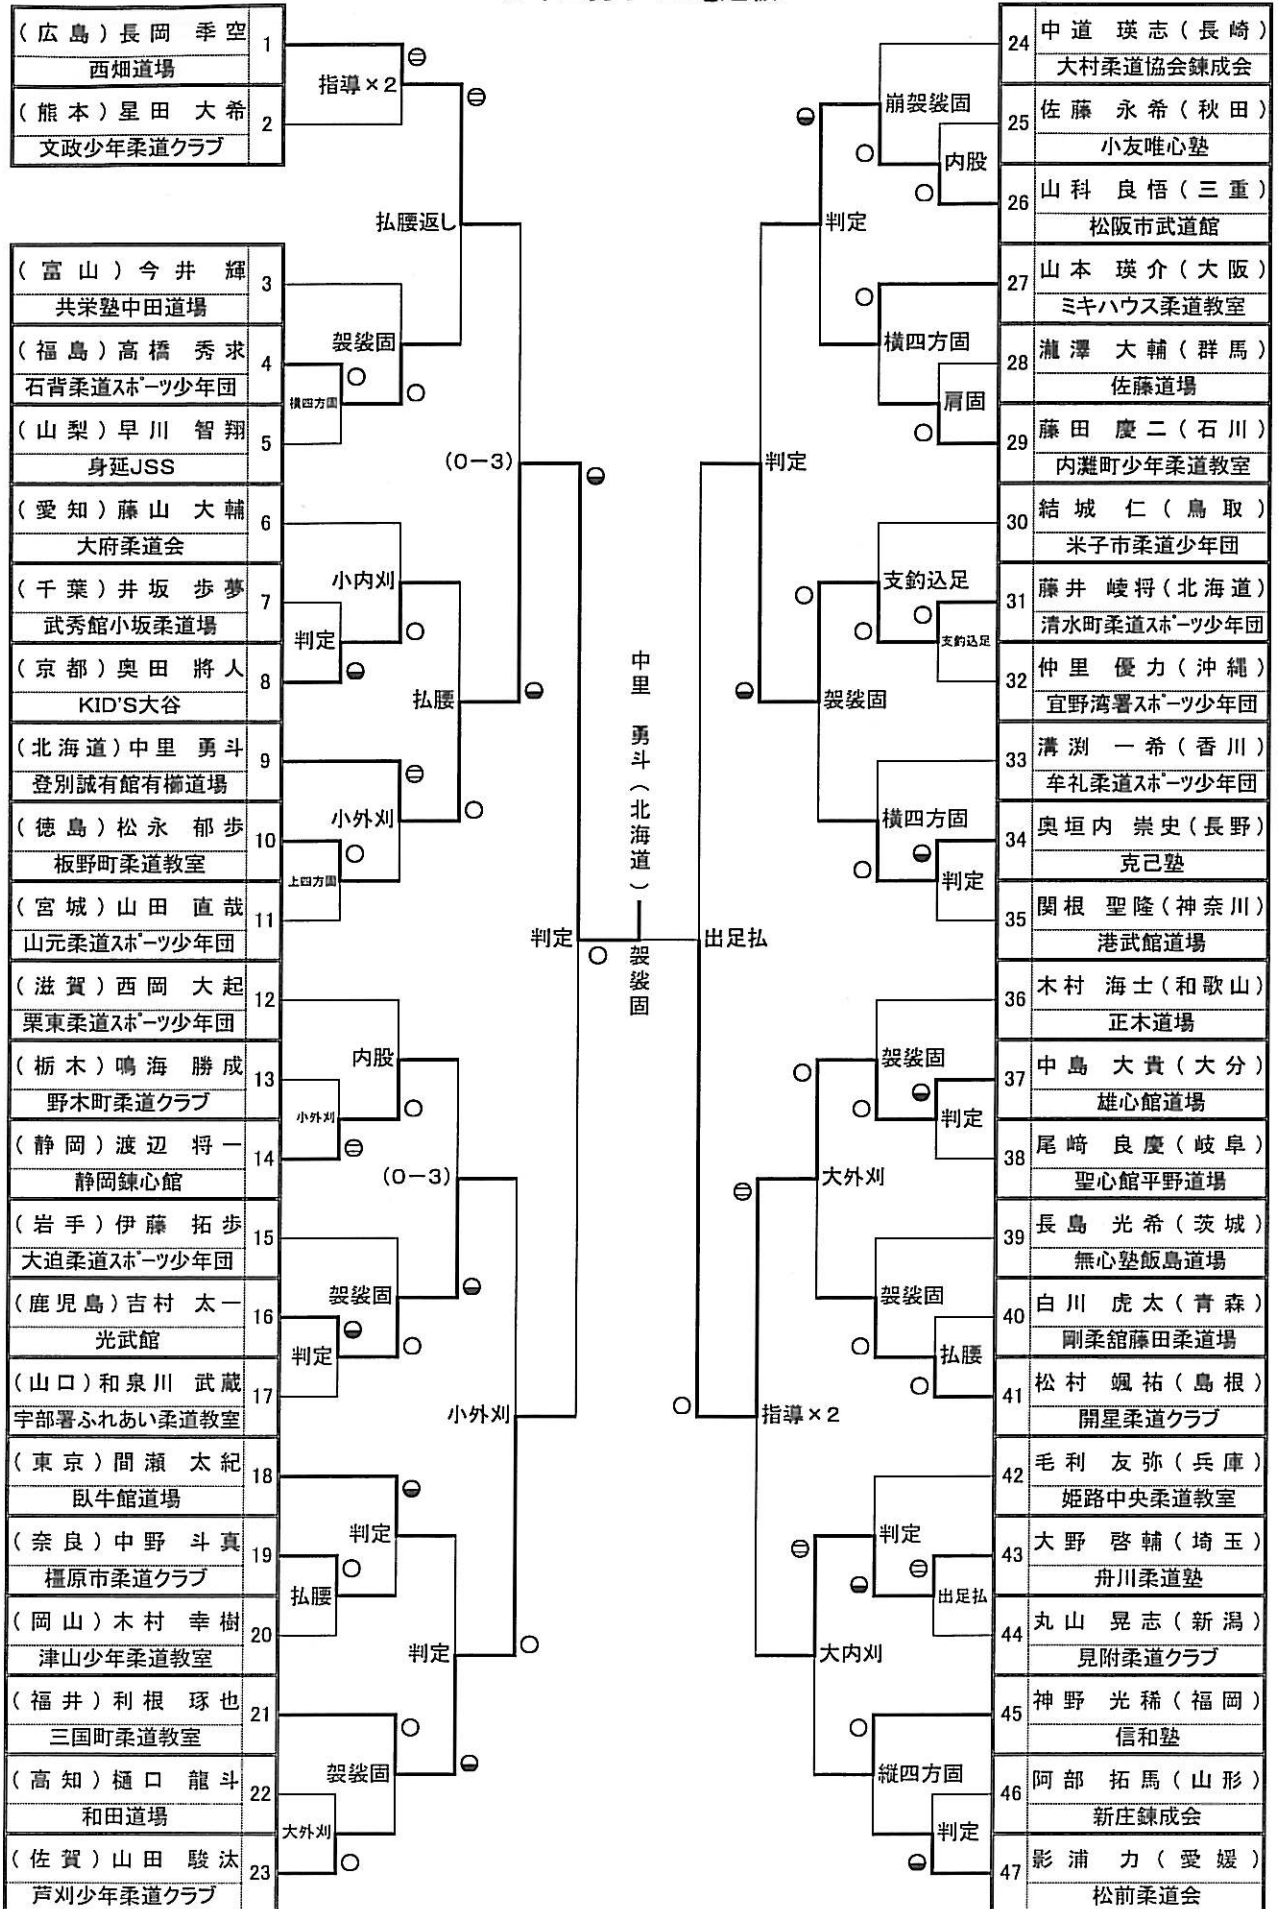 (広島)長岡 季空 1
西畑道場
(熊本)星田 大希 2
文政少年柔道クラブ
(富山)今井 輝 3
共栄塾中田道場
(福島)高橋 秀求 4
石背柔道スポーツ少年団
(山梨)早川 智翔 5
身延JSS
(愛知)藤山 大輔 6
大府柔道会
(千葉)井坂 歩夢 7
武秀館小坂柔道場
(京都)奥田 將人 8
KID'S大谷
(北海道)中里 勇斗 9
登別誠有館有櫛道場
(徳島)松永 郁歩 10
板野町柔道教室
(宮城)山田 直哉 11
山元柔道スポーツ少年団
(滋賀)西岡 大起 12
栗東柔道スポーツ少年団
(栃木)鳴海 勝成 13
野木町柔道クラブ
(静岡)渡辺 将一 14
静岡錬心館
(岩手)伊藤 拓歩 15
大迫柔道スポーツ少年団
(鹿児島)吉村 太一 16
光武館
(山口)和泉川 武蔵 17
宇部署ふれあい柔道教室
(東京)間瀬 太紀 18
臥牛館道場
(奈良)中野 斗真 19
橿原市柔道クラブ
(岡山)木村 幸樹 20
津山少年柔道教室
(福井)利根 琢也 21
三国町柔道教室
(高知)樋口 龍斗 22
和田道場
(佐賀)山田 駿汰 23
芦刈少年柔道クラブ
指導×2
払腰返し
袈裟固
横四方固
(0-3)
小内刈
判定
払腰
小外刈
上四方固
判定
内股
小外刈
(0-3)
袈裟固
判定
小外刈
判定
払腰
判定
袈裟固
大外刈
中里 勇斗(北海道)
袈裟固
崩袈裟固
内股
判定
横四方固
肩固
判定
支釣込足
支釣込足
袈裟固
横四方固
判定
出足払
袈裟固
判定
大外刈
袈裟固
払腰
指導×2
判定
出足払
大内刈
縦四方固
判定
24 中道 瑛志(長崎)
大村柔道協会錬成会
25 佐藤 永希(秋田)
小友唯心塾
26 山科 良悟(三重)
松阪市武道館
27 山本 瑛介(大阪)
ミキハウス柔道教室
28 瀧澤 大輔(群馬)
佐藤道場
29 藤田 慶二(石川)
内灘町少年柔道教室
30 結城 仁(鳥取)
米子市柔道少年団
31 藤井 崚将(北海道)
清水町柔道スポーツ少年団
32 仲里 優力(沖縄)
宜野湾署スポーツ少年団
33 溝渕 一希(香川)
牟礼柔道スポーツ少年団
34 奥垣内 崇史(長野)
克己塾
35 関根 聖隆(神奈川)
港武館道場
36 木村 海士(和歌山)
正木道場
37 中島 大貴(大分)
雄心館道場
38 尾﨑 良慶(岐阜)
聖心館平野道場
39 長島 光希(茨城)
無心塾飯島道場
40 白川 虎太(青森)
剛柔舘藤田柔道場
41 松村 颯祐(島根)
開星柔道クラブ
42 毛利 友弥(兵庫)
姫路中央柔道教室
43 大野 啓輔(埼玉)
舟川柔道塾
44 丸山 晃志(新潟)
見附柔道クラブ
45 神野 光稀(福岡)
信和塾
46 阿部 拓馬(山形)
新庄錬成会
47 影浦 力(愛媛)
松前柔道会